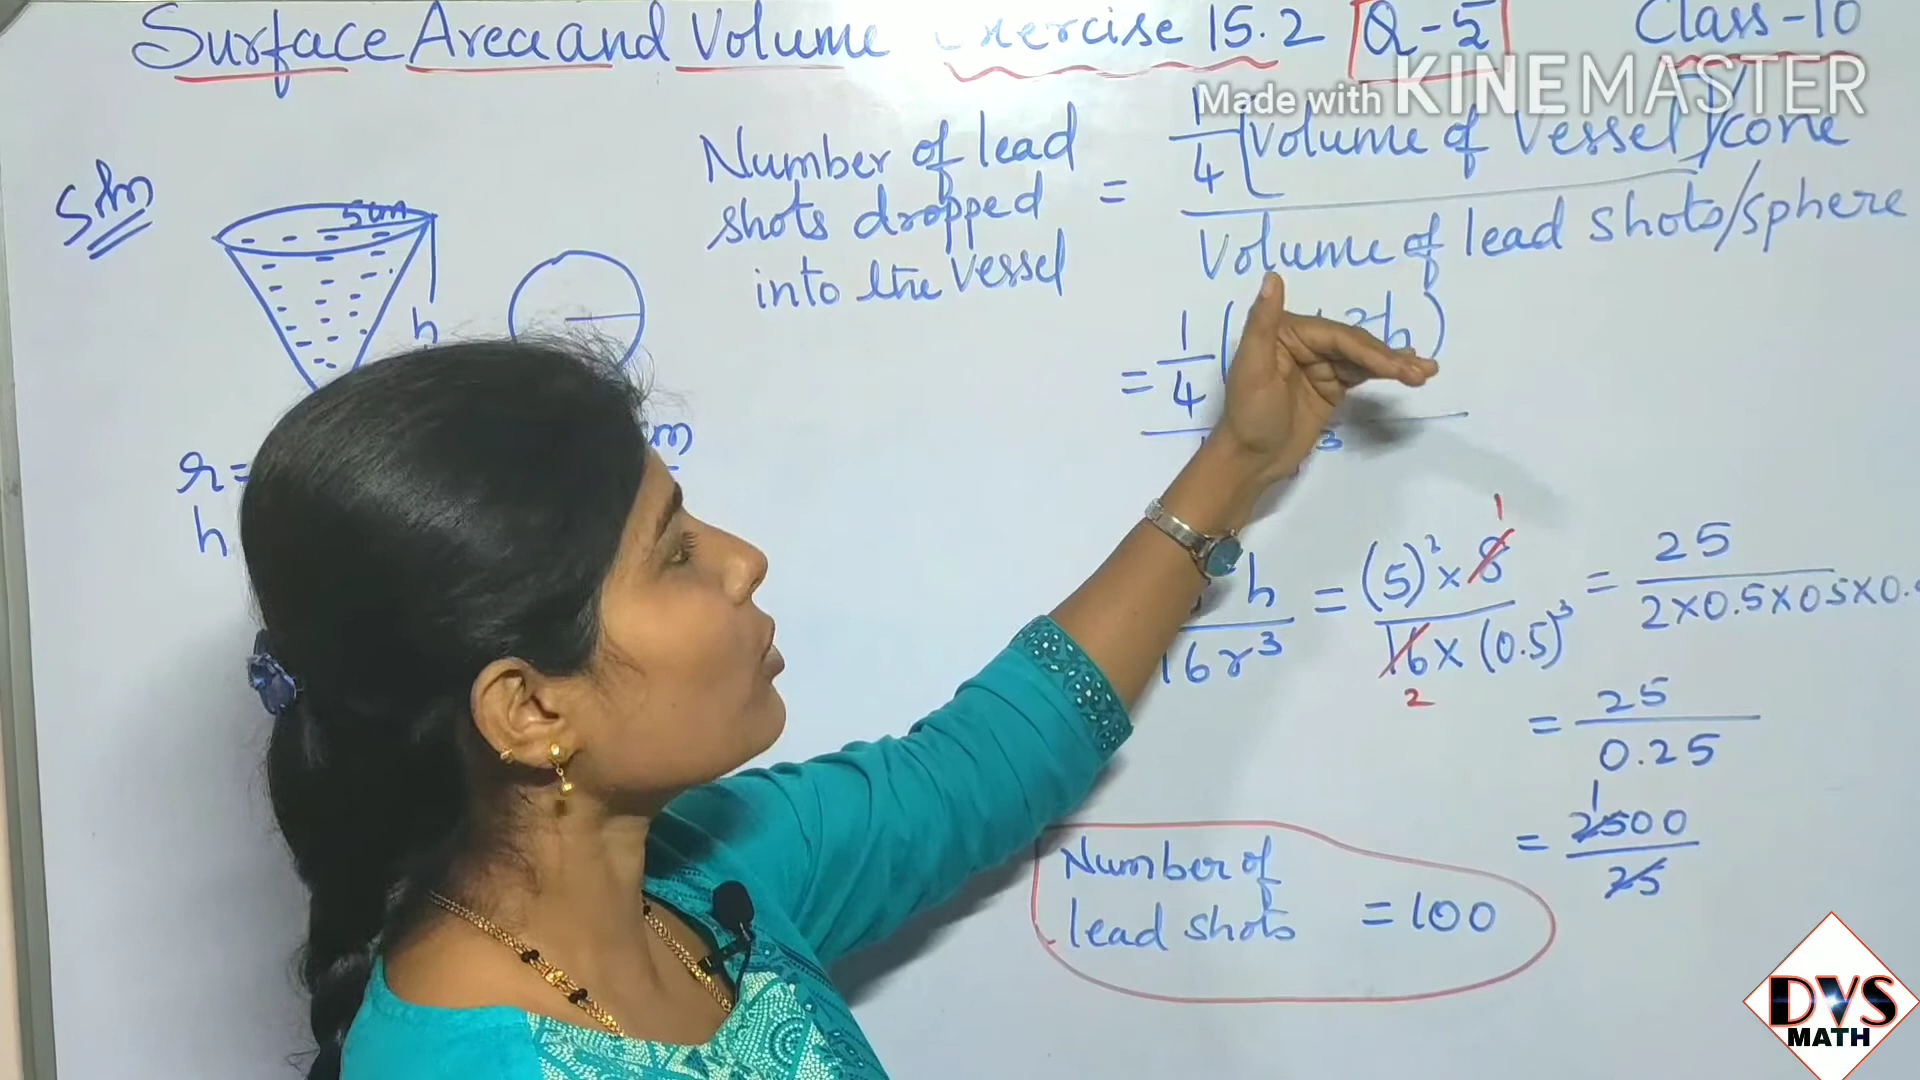 Surface Area and Volume Exercise 15.2 Q-5 Class-10
Made with KINEMASTER
Soln
5cm
h
r=
h
m
Number of lead
shots dropped
into the Vessel
= 1/4 [Volume of Vessel]/cone
Volume of lead shots/sphere
= 1/4 ( r²h)
3
h / 16r³ = (5)² × 8 / 16 × (0.5)³ = 25 / 2×0.5×05×0.
1
2
= 25 / 0.25
1
= 2500 / 25
Number of
lead shots = 100
DVS
MATH